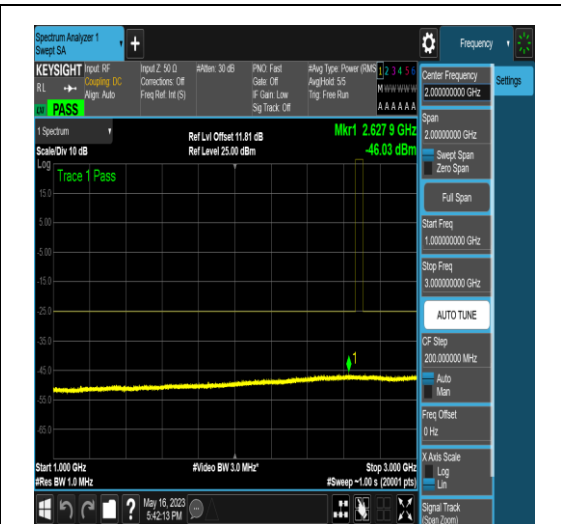 Spectrum Analyzer 1
Swept SA
+
Frequency
KEYSIGHT
RL
PASS
Input: RF
Coupling: DC
Align: Auto
Input Z: 50 Ω
Corrections: Off
Freq Ref: Int (S)
#Atten: 30 dB
PNO: Fast
Gate: Off
IF Gain: Low
Sig Track: Off
#Avg Type: Power (RMS
Avg|Hold: 5/5
Trig: Free Run
1 2 3 4 5 6
M W W W W W
A A A A A A
1 Spectrum
Scale/Div 10 dB
Ref Lvl Offset 11.81 dB
Ref Level 25.00 dBm
Mkr1 2.627 9 GHz
-46.03 dBm
Log
Trace 1 Pass
15.0
5.00
-5.00
-15.0
-25.0
-35.0
-45.0
-55.0
-65.0
1
Start 1.000 GHz
#Res BW 1.0 MHz
#Video BW 3.0 MHz*
Stop 3.000 GHz
#Sweep ~1.00 s (20001 pts)
May 16, 2023
5:42:13 PM
?
Center Frequency
2.000000000 GHz
Settings
Span
2.00000000 GHz
Swept Span
Zero Span
Full Span
Start Freq
1.000000000 GHz
Stop Freq
3.000000000 GHz
AUTO TUNE
CF Step
200.000000 MHz
Auto
Man
Freq Offset
0 Hz
X Axis Scale
Log
Lin
Signal Track
(Span Zoom)